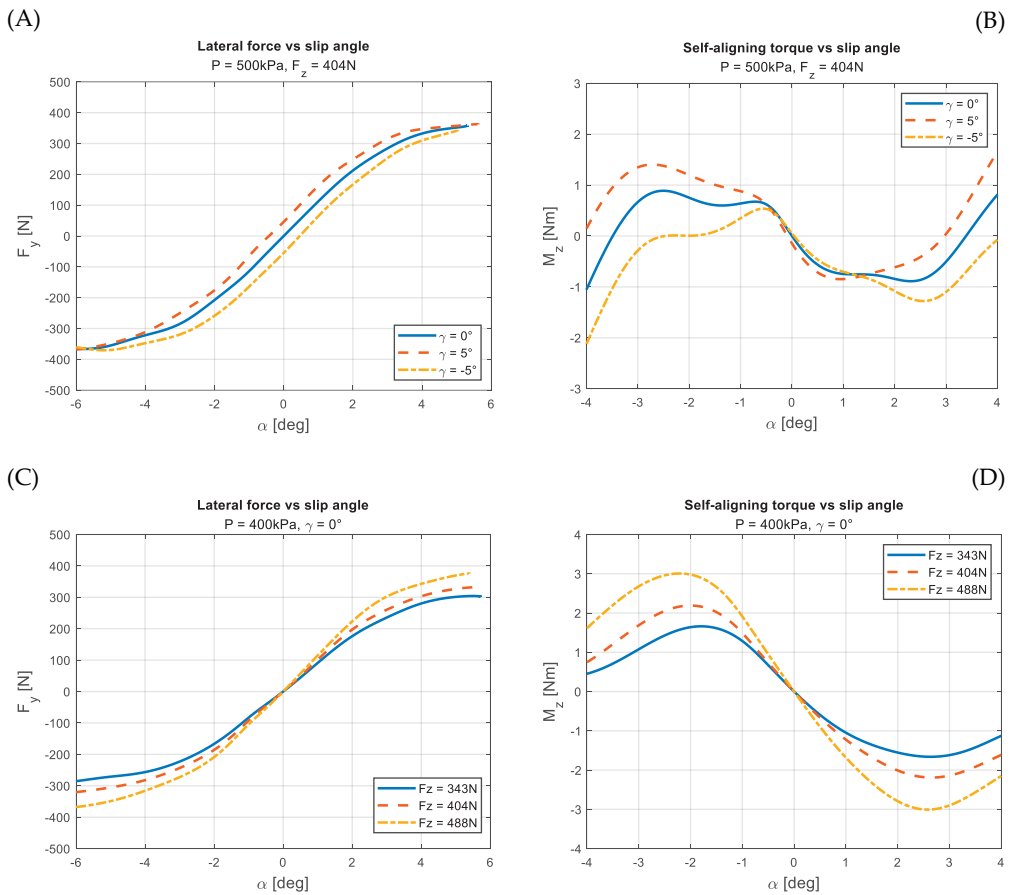 (A)
Lateral force vs slip angle
P = 500kPa, F_z = 404N
500
400
300
200
100
0
-100
-200
-300
-400
-500
F_y [N]
γ = 0°
γ = 5°
γ = -5°
-6
-4
-2
0
2
4
6
α [deg]
(B)
Self-aligning torque vs slip angle
P = 500kPa, F_z = 404N
3
2
1
0
-1
-2
-3
M_z [Nm]
γ = 0°
γ = 5°
γ = -5°
-4
-3
-2
-1
0
1
2
3
4
α [deg]
(C)
Lateral force vs slip angle
P = 400kPa, γ = 0°
500
400
300
200
100
0
-100
-200
-300
-400
-500
F_y [N]
Fz = 343N
Fz = 404N
Fz = 488N
-6
-4
-2
0
2
4
6
α [deg]
(D)
Self-aligning torque vs slip angle
P = 400kPa, γ = 0°
4
3
2
1
0
-1
-2
-3
-4
M_z [Nm]
Fz = 343N
Fz = 404N
Fz = 488N
-4
-3
-2
-1
0
1
2
3
4
α [deg]